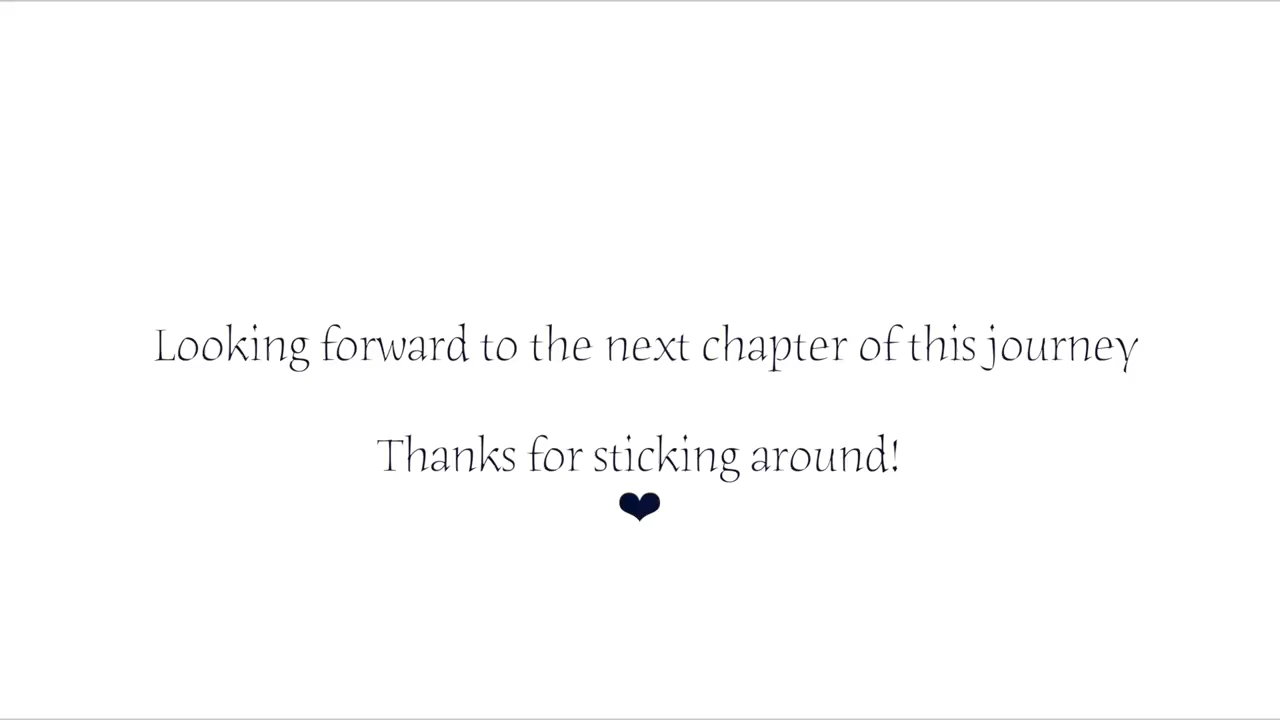 Looking forward to the next chapter of this journey
Thanks for sticking around!
❤